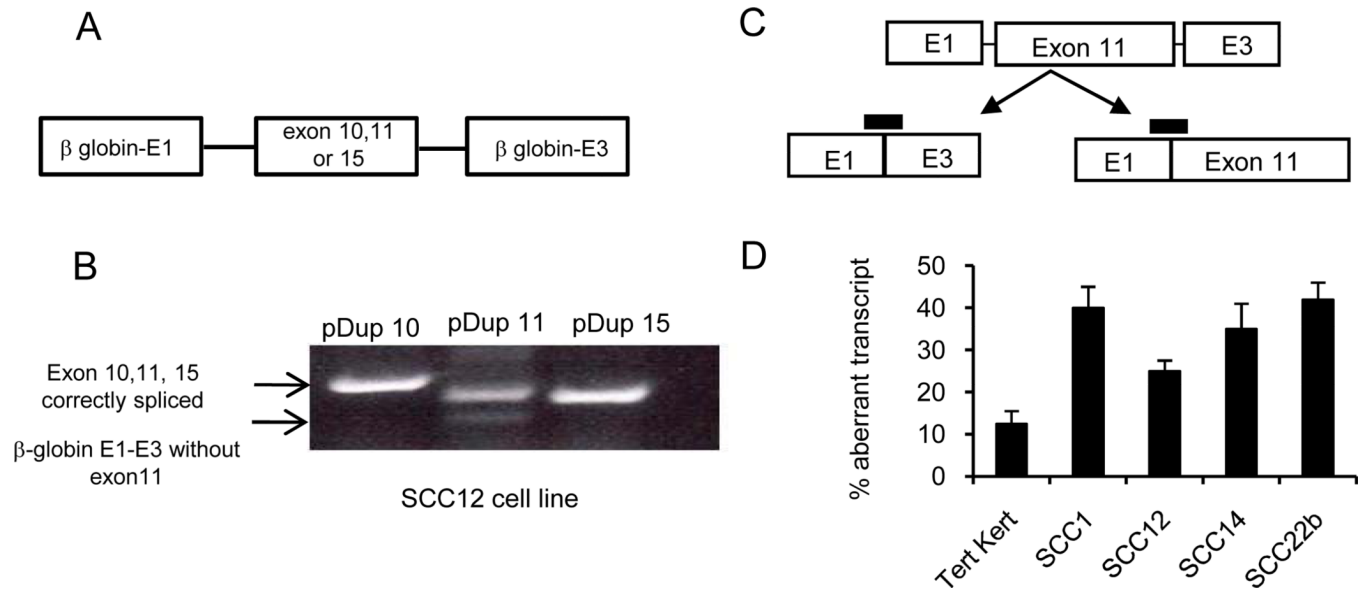 A
β globin-E1
exon 10,11
or 15
β globin-E3
B
pDup 10
pDup 11
pDup 15
Exon 10,11, 15
correctly spliced
β-globin E1-E3 without
exon11
SCC12 cell line
C
E1
Exon 11
E3
E1
E3
E1
Exon 11
D
% aberrant transcript
50
40
30
20
10
0
Tert Kert
SCC1
SCC12
SCC14
SCC22b